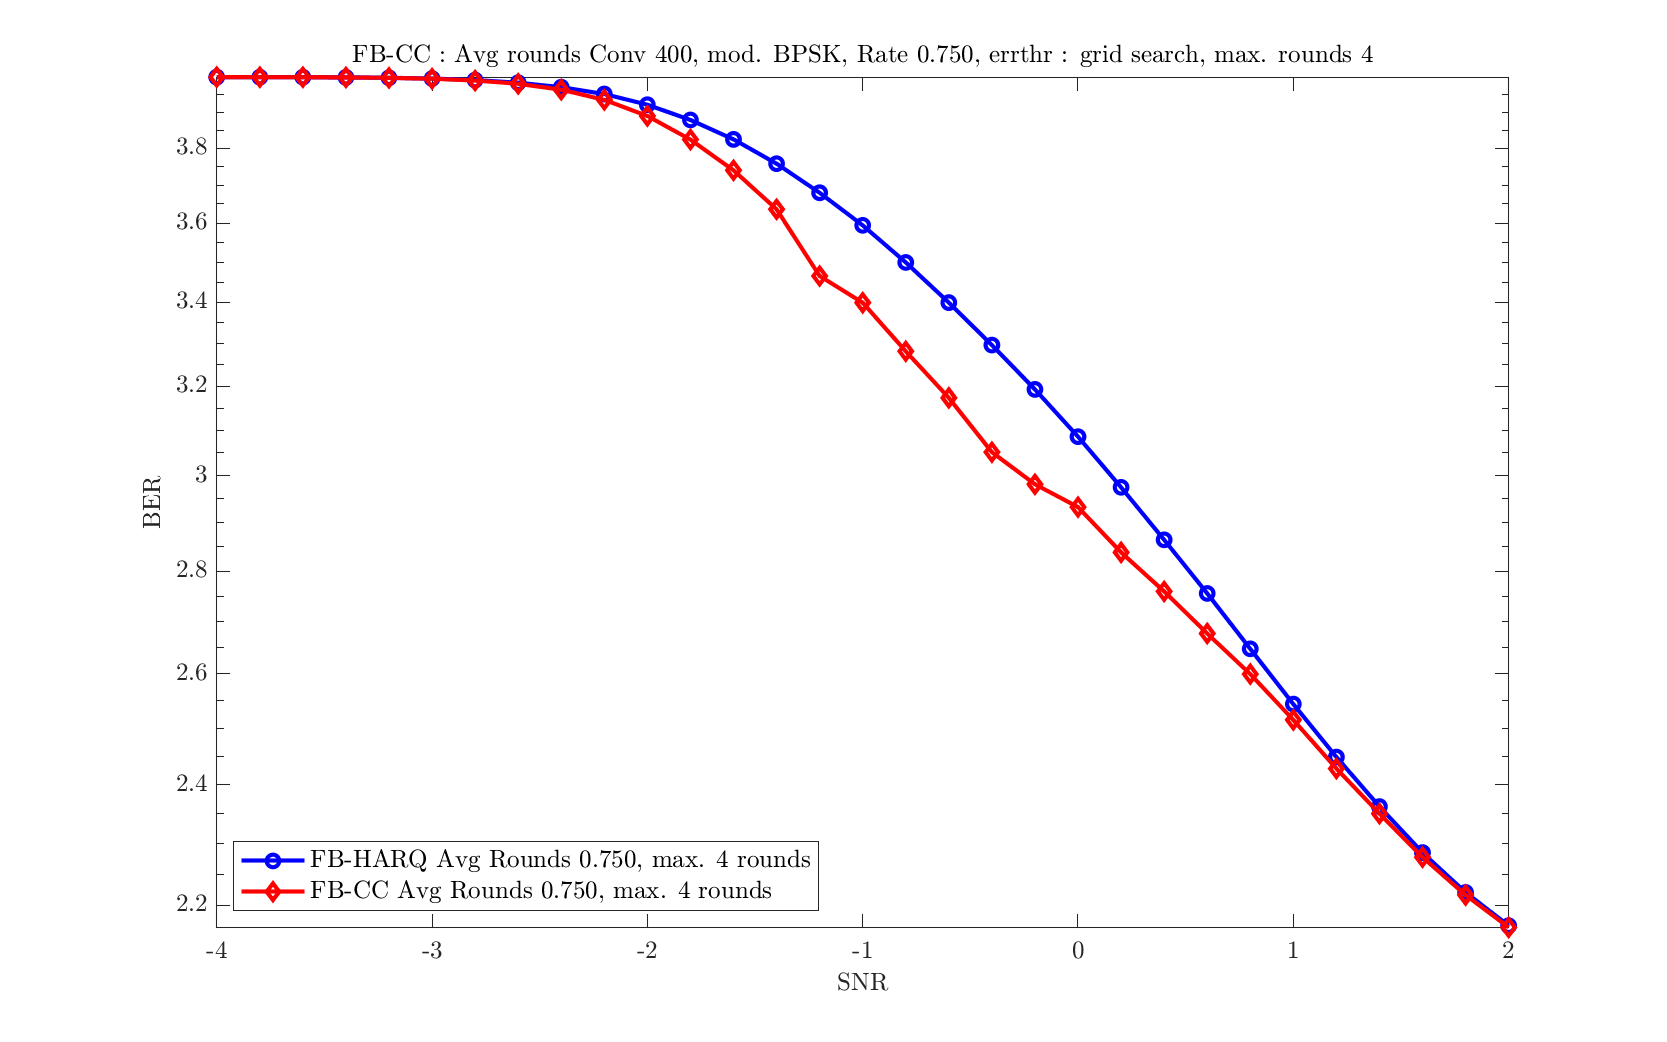 FB-CC : Avg rounds Conv 400, mod. BPSK, Rate 0.750, errthr : grid search, max. rounds 4
3.8
3.6
3.4
3.2
3
2.8
2.6
2.4
2.2
BER
FB-HARQ Avg Rounds 0.750, max. 4 rounds
FB-CC Avg Rounds 0.750, max. 4 rounds
-4 -3 -2 -1 0 1 2
SNR